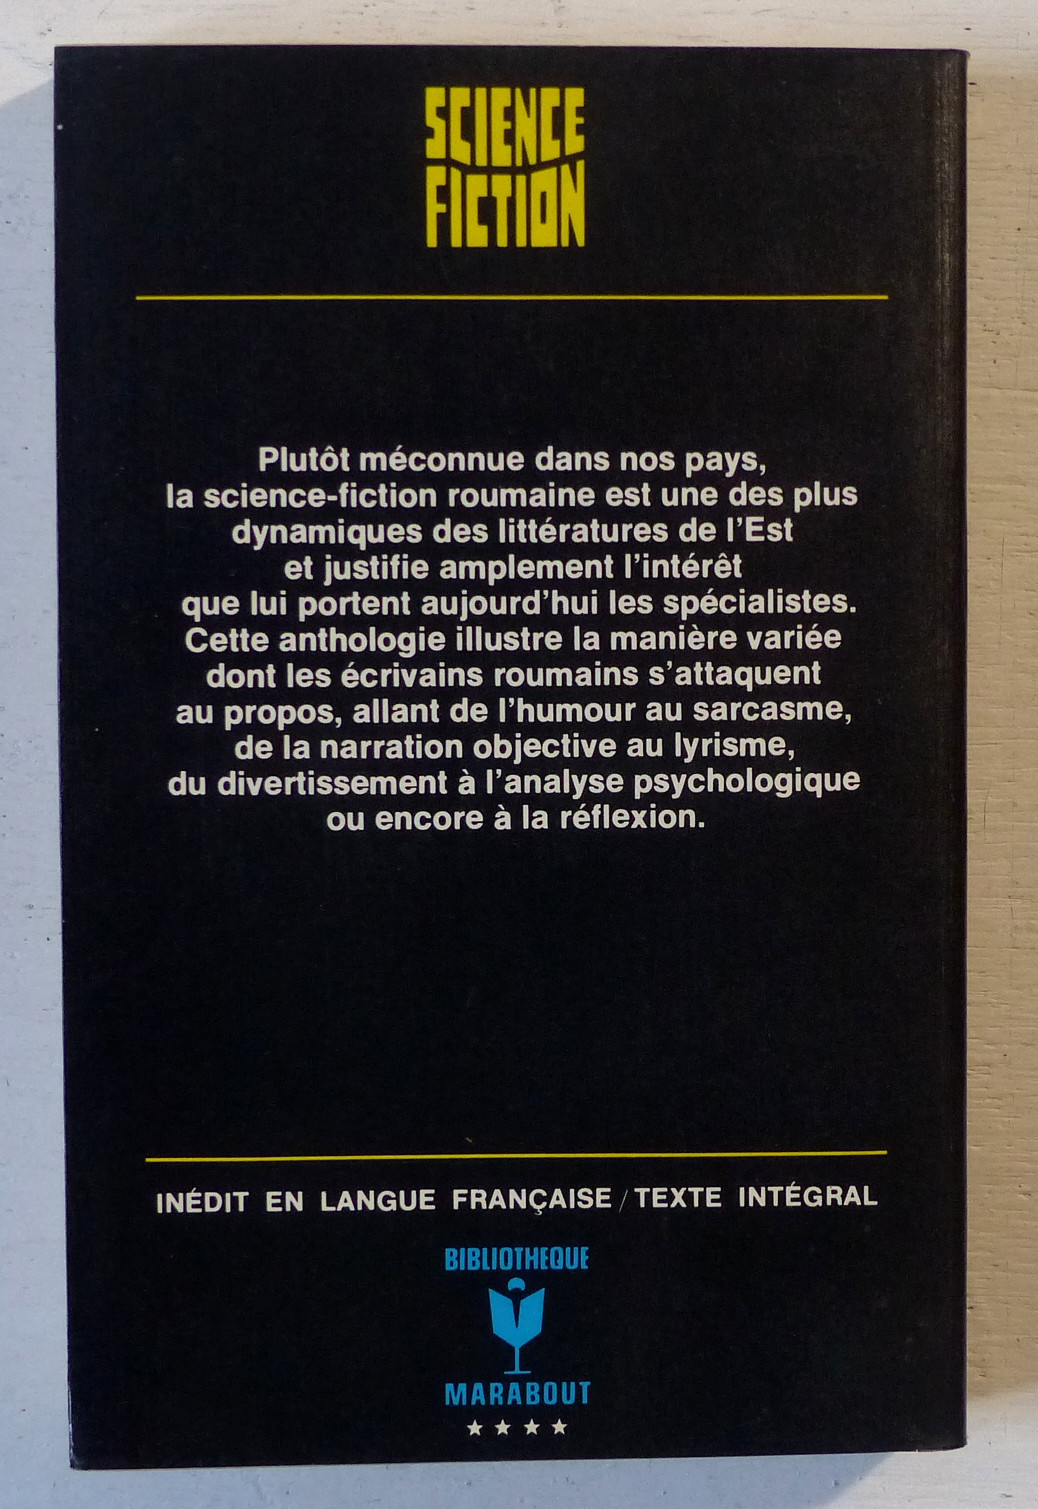 SCIENCE
FICTION
Plutôt méconnue dans nos pays,
la science-fiction roumaine est une des plus
dynamiques des littératures de l'Est
et justifie amplement l'intérêt
que lui portent aujourd'hui les spécialistes.
Cette anthologie illustre la manière variée
dont les écrivains roumains s'attaquent
au propos, allant de l'humour au sarcasme,
de la narration objective au lyrisme,
du divertissement à l'analyse psychologique
ou encore à la réflexion.
INÉDIT EN LANGUE FRANÇAISE / TEXTE INTÉGRAL
BIBLIOTHEQUE
MARABOUT
★ ★ ★ ★